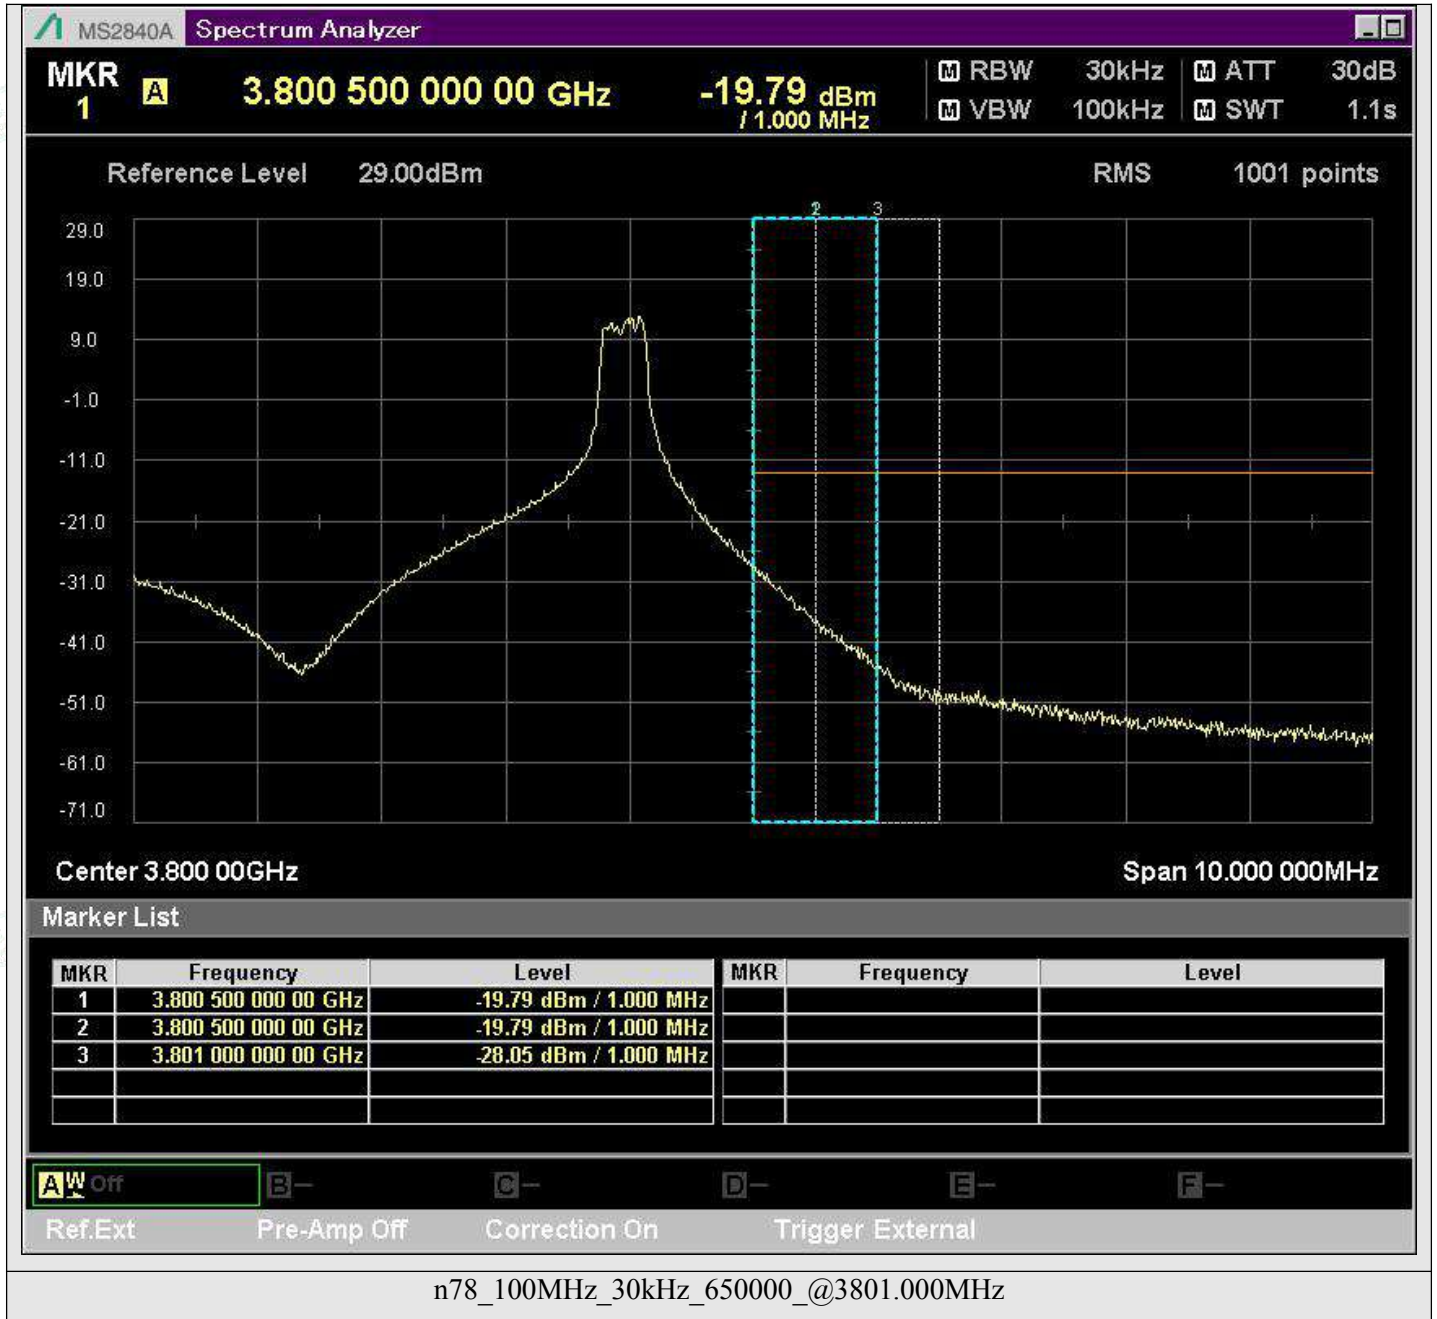 MS2840A Spectrum Analyzer
MKR 1 A 3.800 500 000 00 GHz -19.79 dBm / 1.000 MHz
M RBW 30kHz M ATT 30dB
M VBW 100kHz M SWT 1.1s
Reference Level 29.00dBm RMS 1001 points
2 3
29.0
19.0
9.0
-1.0
-11.0
-21.0
-31.0
-41.0
-51.0
-61.0
-71.0
Center 3.800 00GHz Span 10.000 000MHz
Marker List
MKR Frequency Level MKR Frequency Level
1 3.800 500 000 00 GHz -19.79 dBm / 1.000 MHz
2 3.800 500 000 00 GHz -19.79 dBm / 1.000 MHz
3 3.801 000 000 00 GHz -28.05 dBm / 1.000 MHz
A W Off B - C - D - E - F -
Ref.Ext Pre-Amp Off Correction On Trigger External
n78_100MHz_30kHz_650000_@3801.000MHz